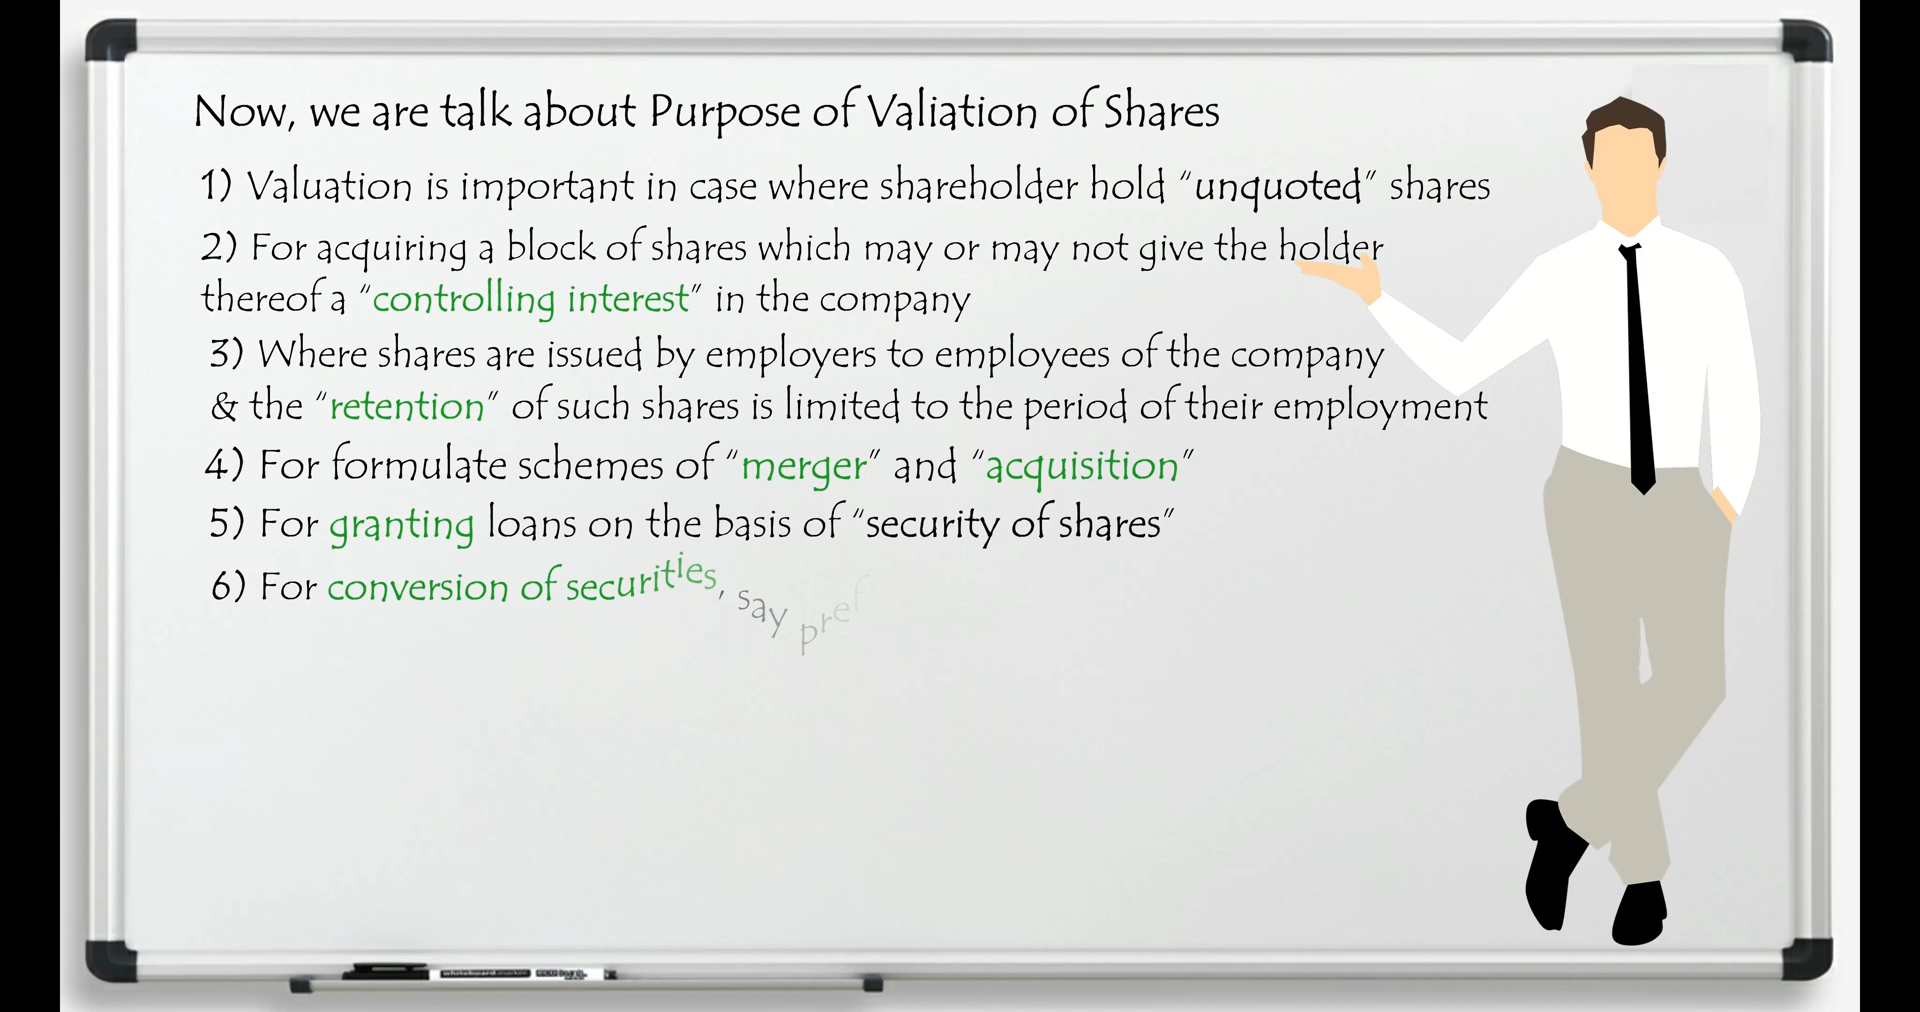 Now, we are talk about Purpose of Valiation of Shares
1) Valuation is important in case where shareholder hold “unquoted” shares
2) For acquiring a block of shares which may or may not give the holder
thereof a “controlling interest” in the company
3) Where shares are issued by employers to employees of the company
& the “retention” of such shares is limited to the period of their employment
4) For formulate schemes of “merger” and “acquisition”
5) For granting loans on the basis of “security of shares”
6) For conversion of securities, say pref